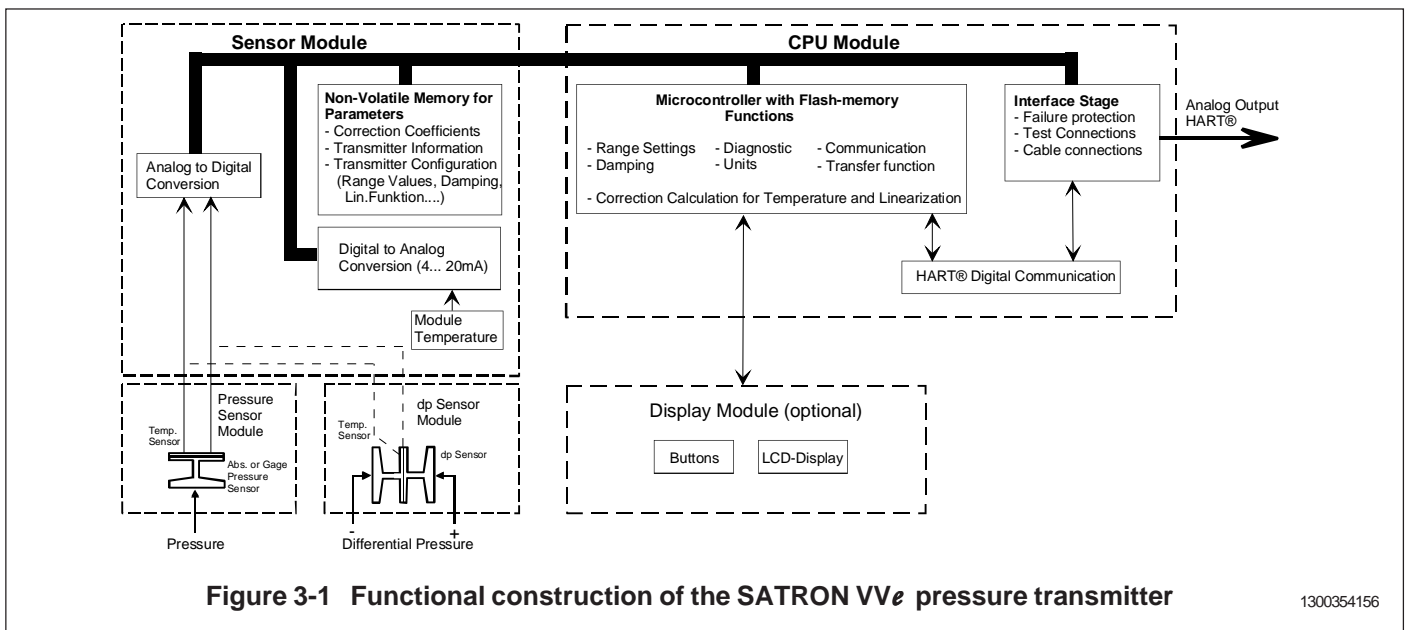 Sensor Module
CPU Module
Non-Volatile Memory for
Parameters
- Correction Coefficients
- Transmitter Information
- Transmitter Configuration
(Range Values, Damping,
Lin.Funktion....)
Analog to Digital
Conversion
Digital to Analog
Conversion (4... 20mA)
Module
Temperature
Microcontroller with Flash-memory
Functions
- Range Settings - Diagnostic - Communication
- Damping - Units - Transfer function
- Correction Calculation for Temperature and Linearization
Interface Stage
- Failure protection
- Test Connections
- Cable connections
Analog Output
HART®
HART® Digital Communication
Pressure
Sensor
Module
Temp.
Sensor
Abs. or Gage
Pressure
Sensor
Pressure
dp Sensor
Module
Temp.
Sensor
dp Sensor
- +
Differential Pressure
Display Module (optional)
Buttons
LCD-Display
Figure 3-1 Functional construction of the SATRON VVe pressure transmitter
1300354156